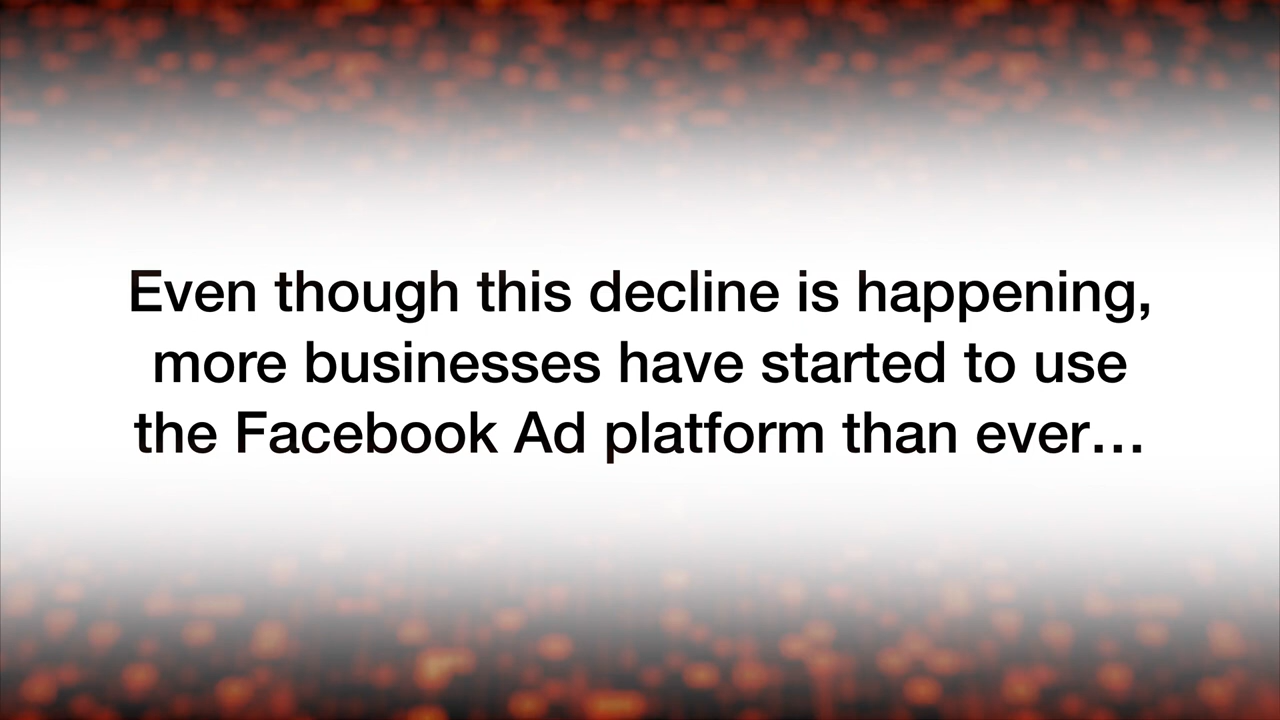 Even though this decline is happening,
more businesses have started to use
the Facebook Ad platform than ever…